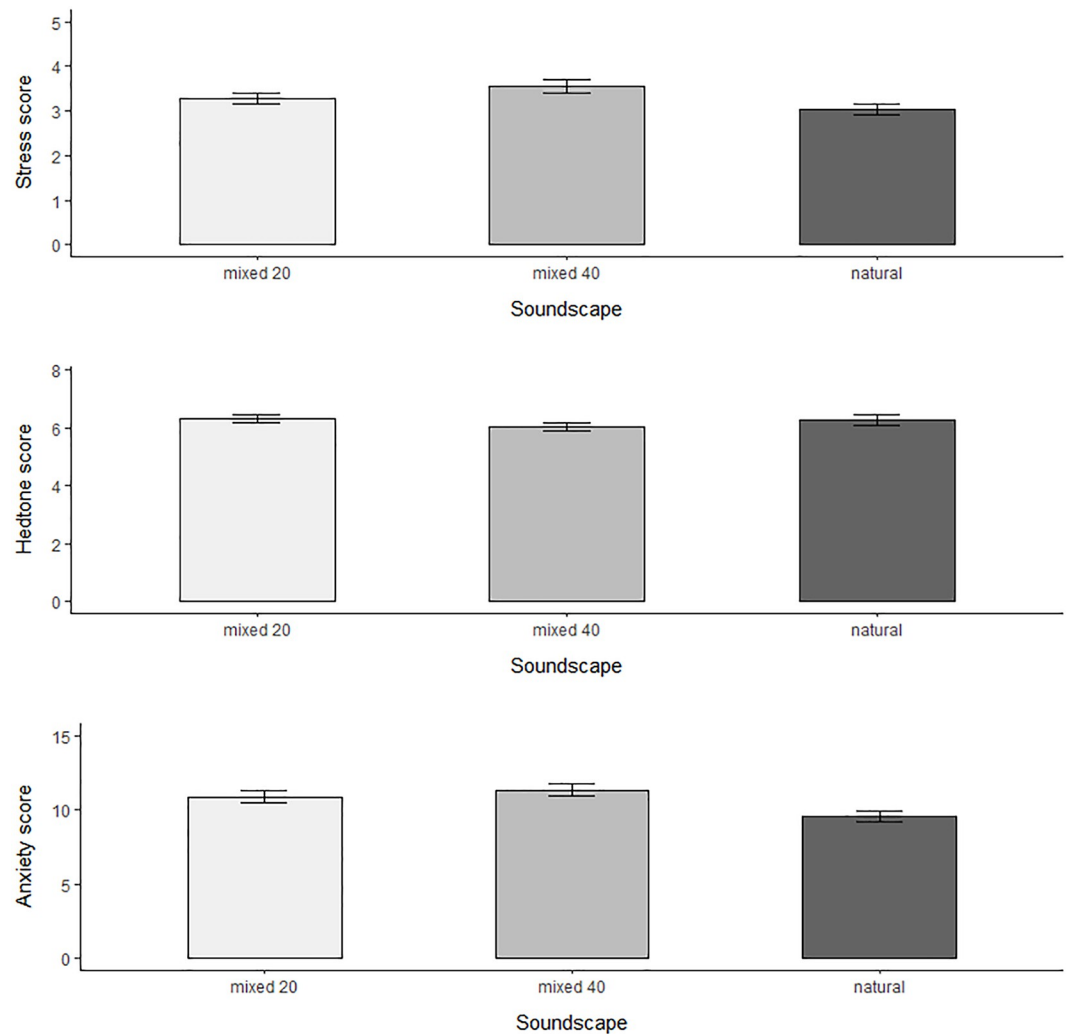 5
4
3
2
1
0
Stress score
mixed 20 mixed 40 natural
Soundscape
8
6
4
2
0
Hedtone score
mixed 20 mixed 40 natural
Soundscape
15
10
5
0
Anxiety score
mixed 20 mixed 40 natural
Soundscape